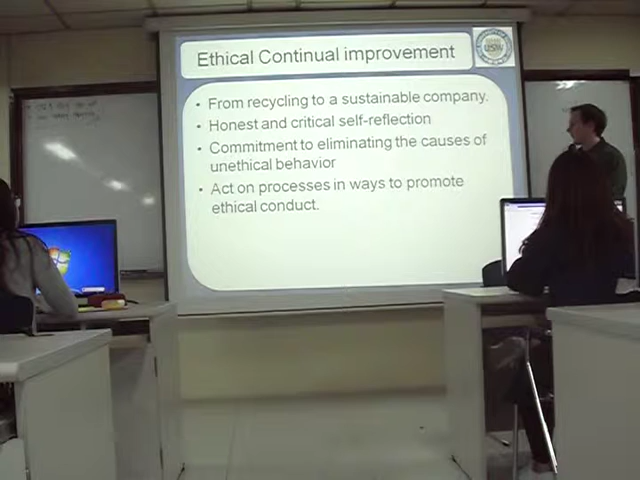 Ethical Continual improvement
USW
• From recycling to a sustainable company.
• Honest and critical self-reflection
• Commitment to eliminating the causes of
unethical behavior
• Act on processes in ways to promote
ethical conduct.